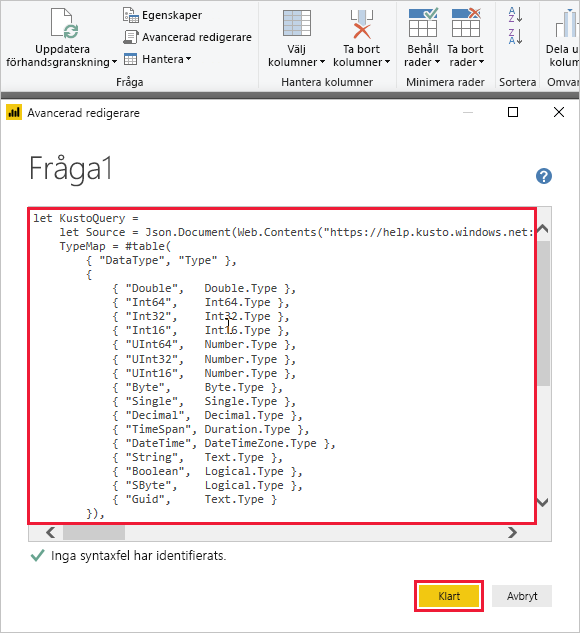 Egenskaper
Avancerad redigerare
Hantera
Uppdatera
förhandsgranskning
Välj
kolumner
Ta bort
kolumner
Behåll
rader
Ta bort
rader
A
Z
Z
A
Dela u
kolum
Fråga
Hantera kolumner
Minimera rader
Sortera
Omvar
Avancerad redigerare
Fråga1
?
let KustoQuery =
let Source = Json.Document(Web.Contents("https://help.kusto.windows.net:
TypeMap = #table(
{ "DataType", "Type" },
{
{ "Double", Double.Type },
{ "Int64", Int64.Type },
{ "Int32", Int32.Type },
{ "Int16", Int16.Type },
{ "UInt64", Number.Type },
{ "UInt32", Number.Type },
{ "UInt16", Number.Type },
{ "Byte", Byte.Type },
{ "Single", Single.Type },
{ "Decimal", Decimal.Type },
{ "TimeSpan", Duration.Type },
{ "DateTime", DateTimeZone.Type },
{ "String", Text.Type },
{ "Boolean", Logical.Type },
{ "SByte", Logical.Type },
{ "Guid", Text.Type }
}),
Inga syntaxfel har identifierats.
Klart
Avbryt